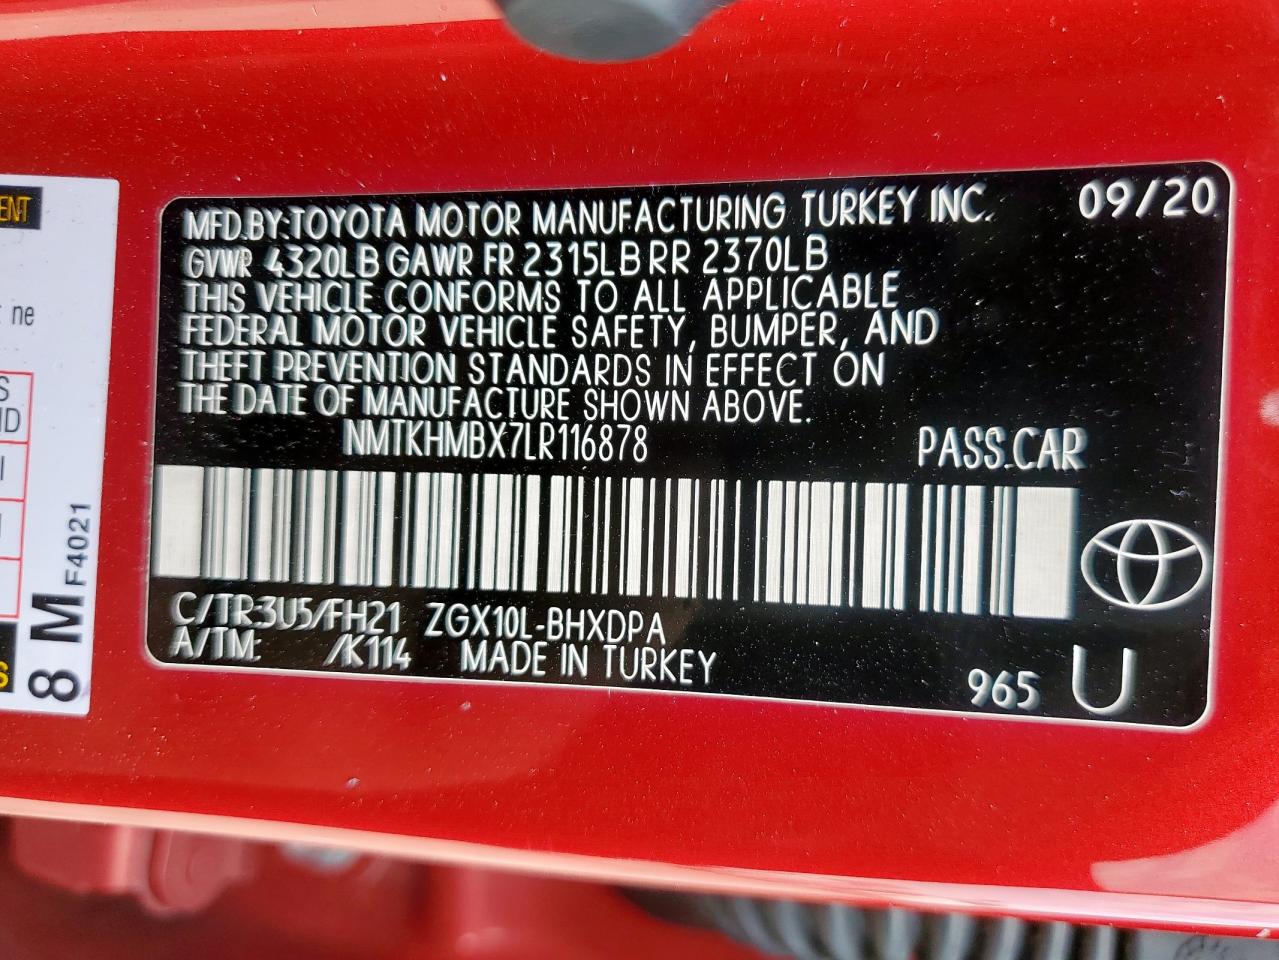 MFD.BY:TOYOTA MOTOR MANUFACTURING TURKEY INC. 09/20
GVWR 4320LB GAWR FR 2315LB RR 2370LB
THIS VEHICLE CONFORMS TO ALL APPLICABLE
FEDERAL MOTOR VEHICLE SAFETY, BUMPER, AND
THEFT PREVENTION STANDARDS IN EFFECT ON
THE DATE OF MANUFACTURE SHOWN ABOVE.
NMTKHMBX7LR116878 PASS.CAR
C/TR:3U5/FH21 ZGX10L-BHXDPA
A/TM: /K114 MADE IN TURKEY
965 U
ne
8 M F4021